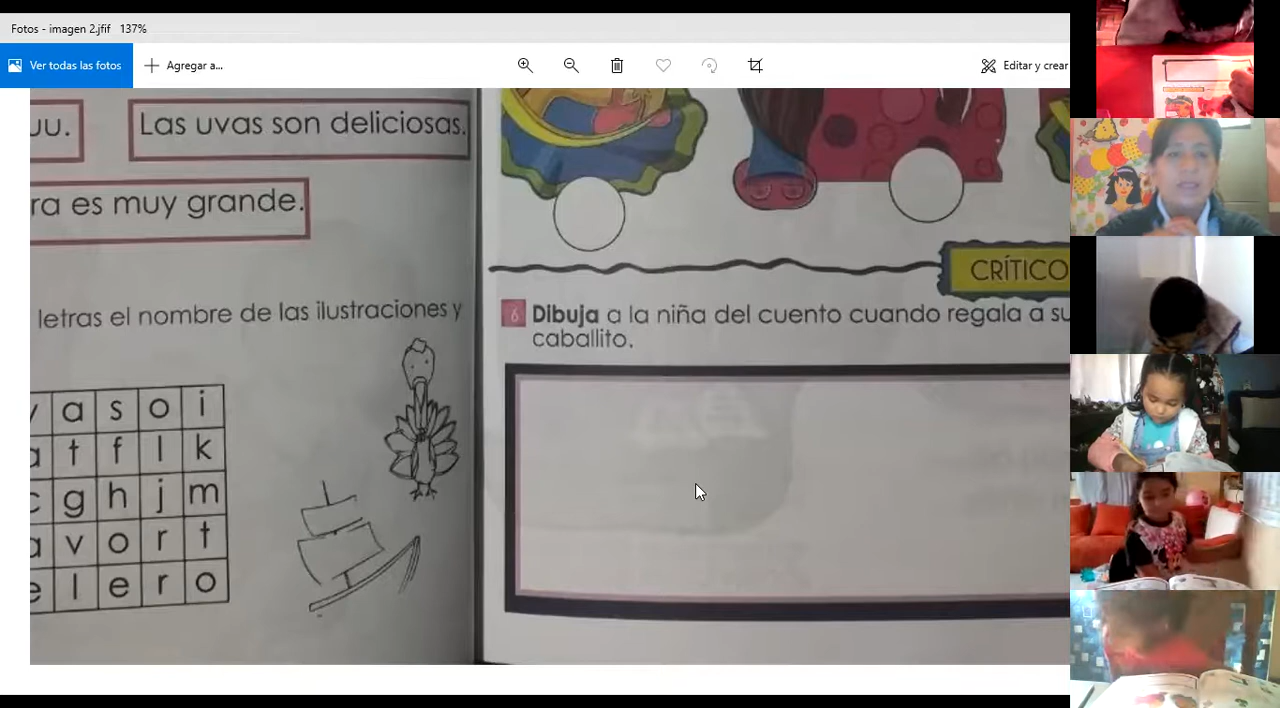 Fotos - imagen 2.jfif 137%
Ver todas las fotos
Agregar a...
Editar y crear
uu.
Las uvas son deliciosas.
ra es muy grande.
letras el nombre de las ilustraciones y
a s o i
t f l k
g h j m
v o r t
e l e r o
CRÍTICO
6 Dibuja a la niña del cuento cuando regala a su
caballito.